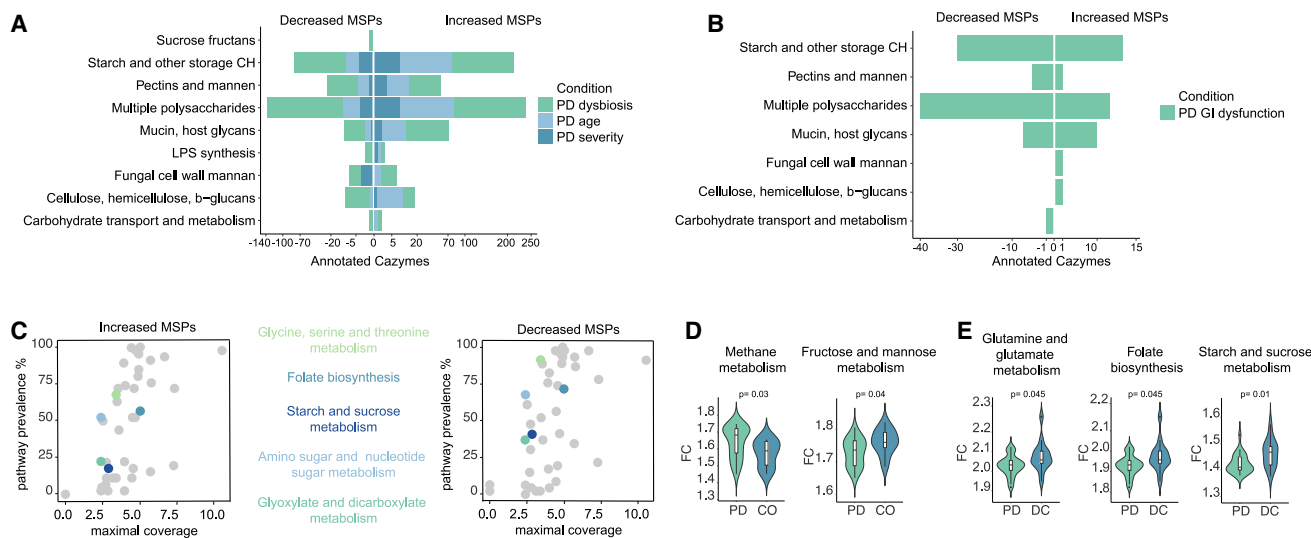 A
Decreased MSPs
Increased MSPs
Sucrose fructans
Starch and other storage CH
Pectins and mannen
Multiple polysaccharides
Mucin, host glycans
LPS synthesis
Fungal cell wall mannan
Cellulose, hemicellulose, b-glucans
Carbohydrate transport and metabolism
-140 -100 -70 -20 -5 0 5 20 70 100 200 250
Annotated Cazymes
Condition
PD dysbiosis
PD age
PD severity
B
Decreased MSPs
Increased MSPs
Starch and other storage CH
Pectins and mannen
Multiple polysaccharides
Mucin, host glycans
Fungal cell wall mannan
Cellulose, hemicellulose, b-glucans
Carbohydrate transport and metabolism
-40 -30 -10 -1 0 1 10 15
Annotated Cazymes
Condition
PD GI dysfunction
C
Increased MSPs
pathway prevalence %
100
75
50
25
0
0.0 2.5 5.0 7.5 10.0
maximal coverage
Glycine, serine and threonine
metabolism
Folate biosynthesis
Starch and sucrose
metabolism
Amino sugar and nucleotide
sugar metabolism
Glyoxylate and dicarboxylate
metabolism
Decreased MSPs
pathway prevalence %
100
75
50
25
0
0.0 2.5 5.0 7.5 10.0
maximal coverage
D
Methane
metabolism
p= 0.03
FC
1.8
1.7
1.6
1.5
1.4
1.3
PD CO
Fructose and mannose
metabolism
p= 0.04
FC
1.8
1.7
1.6
PD CO
E
Glutamine and
glutamate
metabolism
p= 0.045
FC
2.3
2.2
2.1
2.0
1.9
PD DC
Folate
biosynthesis
p= 0.045
FC
2.2
2.1
2.0
1.9
1.8
PD DC
Starch and sucrose
metabolism
p= 0.01
FC
1.6
1.5
1.4
1.3
PD DC